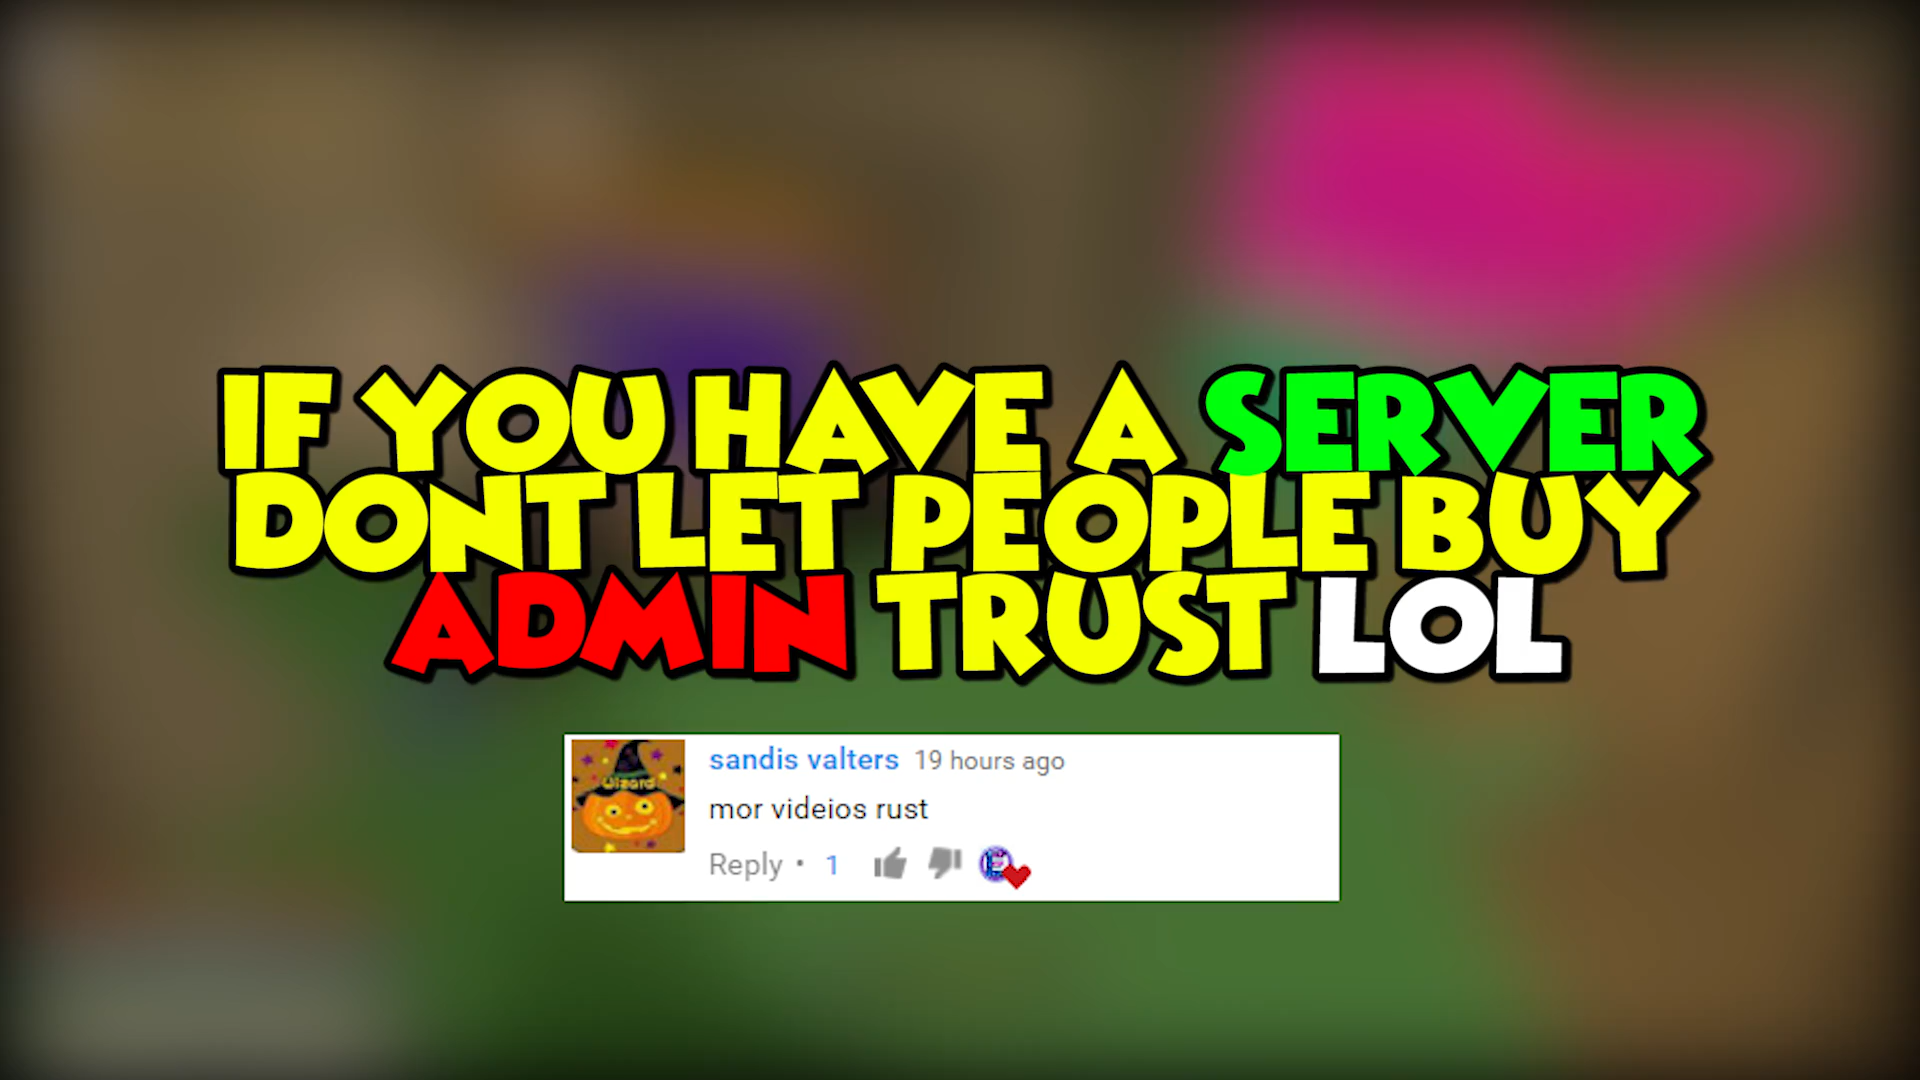 IF YOU HAVE A SERVER
DONT LET PEOPLE BUY
ADMIN TRUST LOL
Wizard
sandis valters 19 hours ago
mor videios rust
Reply • 1